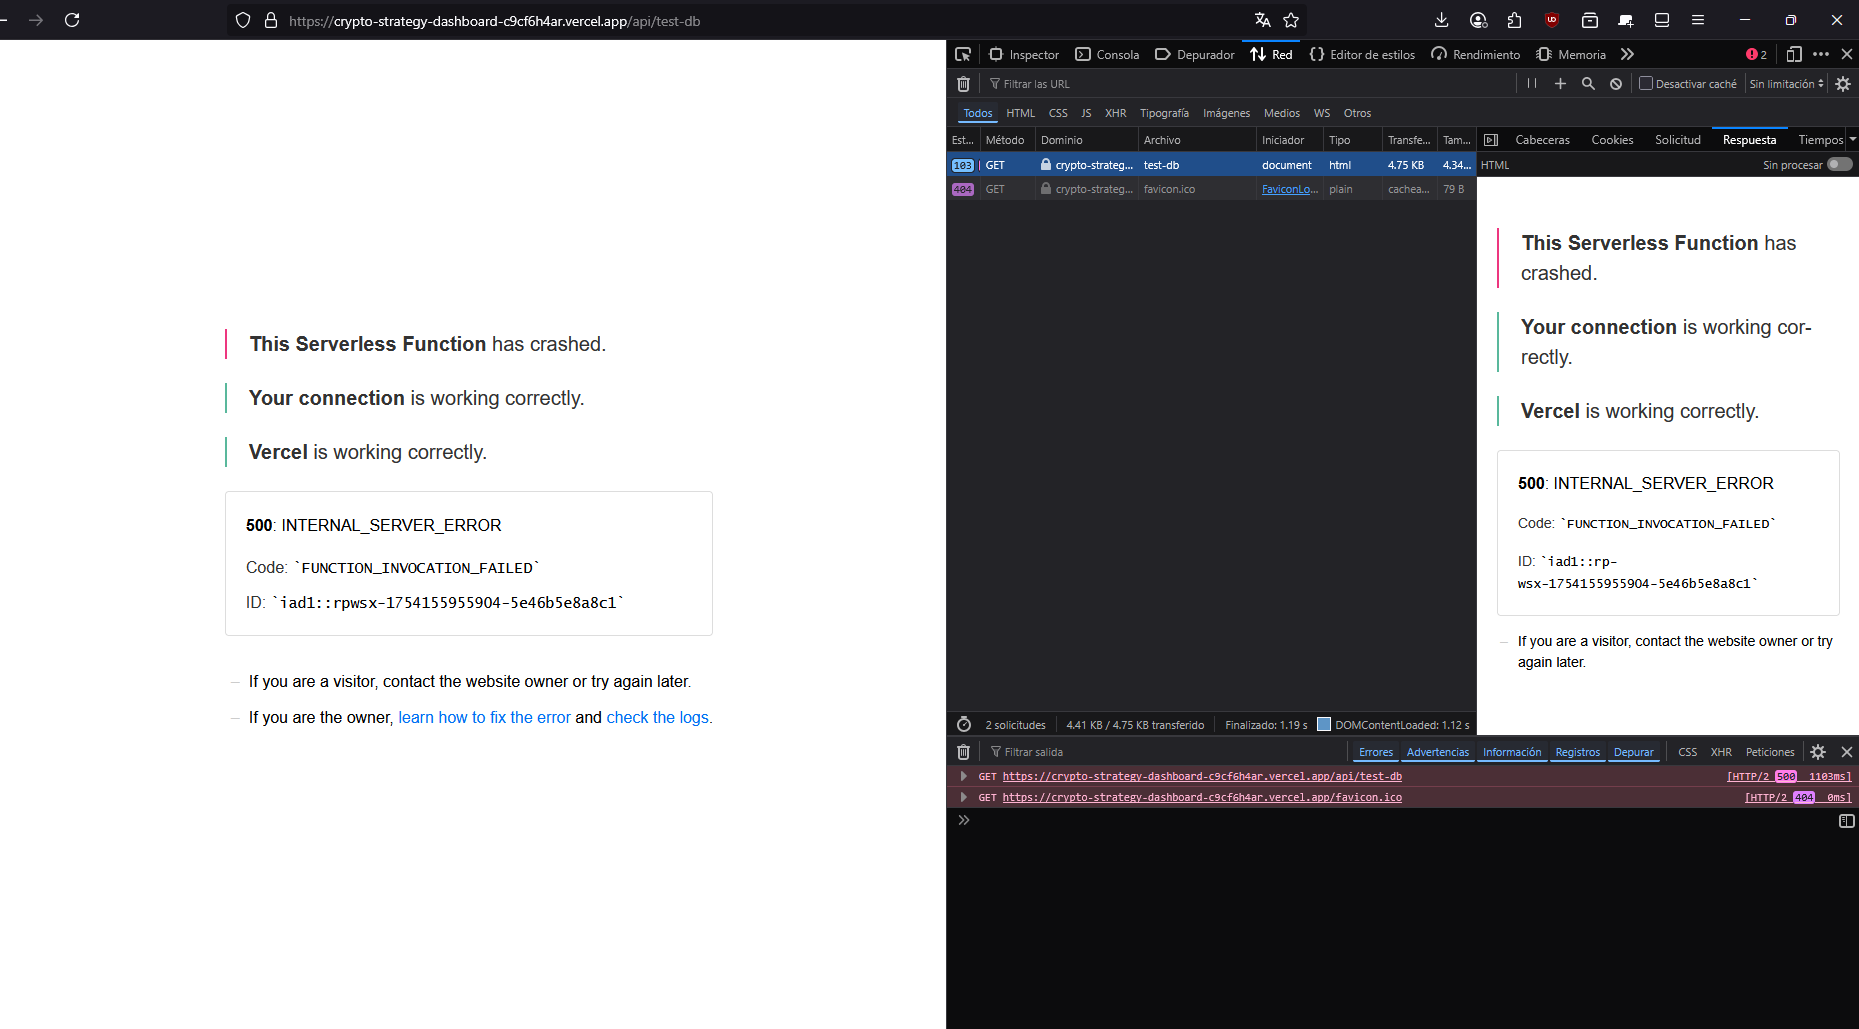 https://crypto-strategy-dashboard-c9cf6h4ar.vercel.app/api/test-db
This Serverless Function has crashed.
Your connection is working correctly.
Vercel is working correctly.
500: INTERNAL_SERVER_ERROR
Code: `FUNCTION_INVOCATION_FAILED`
ID: `iad1::rpwsx-1754155955904-5e46b5e8a8c1`
If you are a visitor, contact the website owner or try again later.
If you are the owner, learn how to fix the error and check the logs.
Inspector Consola Depurador Red Editor de estilos Rendimiento Memoria 2
Filtrar las URL Desactivar caché Sin limitación
Todos HTML CSS JS XHR Tipografía Imágenes Medios WS Otros
Est... Método Dominio Archivo Iniciador Tipo Transfe... Tam...
103 GET crypto-strateg... test-db document html 4.75 KB 4.34...
404 GET crypto-strateg... favicon.ico FaviconLo... plain cachea... 79 B
Cabeceras Cookies Solicitud Respuesta Tiempos
HTML Sin procesar
This Serverless Function has
crashed.
Your connection is working cor-
rectly.
Vercel is working correctly.
500: INTERNAL_SERVER_ERROR
Code: `FUNCTION_INVOCATION_FAILED`
ID: `iad1::rp-
wsx-1754155955904-5e46b5e8a8c1`
If you are a visitor, contact the website owner or try
again later.
2 solicitudes 4.41 KB / 4.75 KB transferido Finalizado: 1.19 s DOMContentLoaded: 1.12 s
Filtrar salida Errores Advertencias Información Registros Depurar CSS XHR Peticiones
GET https://crypto-strategy-dashboard-c9cf6h4ar.vercel.app/api/test-db [HTTP/2 500 1103ms]
GET https://crypto-strategy-dashboard-c9cf6h4ar.vercel.app/favicon.ico [HTTP/2 404 0ms]